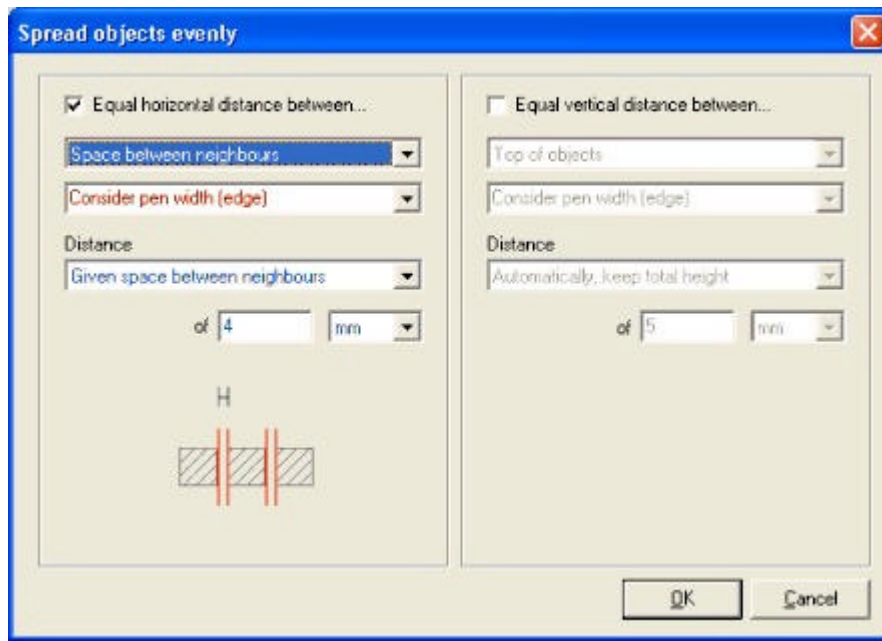 Spread objects evenly
Equal horizontal distance between...
Space between neighbours
Consider pen width (edge)
Distance
Given space between neighbours
of 4 mm
H
Equal vertical distance between...
Top of objects
Consider pen width (edge)
Distance
Automatically, keep total height
of 5 mm
OK Cancel